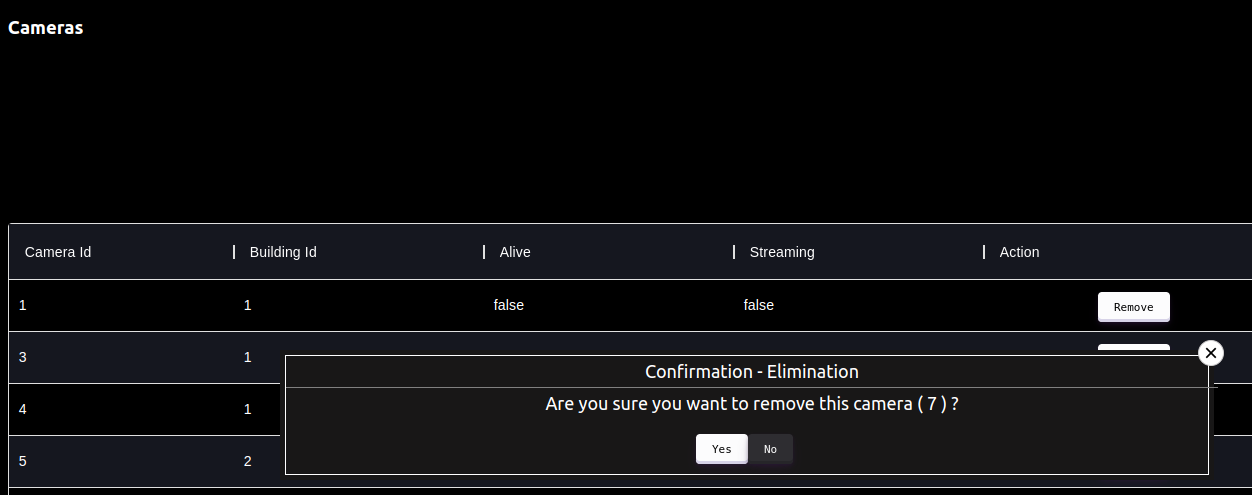 Cameras
Camera Id Building Id Alive Streaming Action
1 1 false false Remove
3 1
Confirmation - Elimination
4 1
Are you sure you want to remove this camera ( 7 ) ?
5 2
Yes No